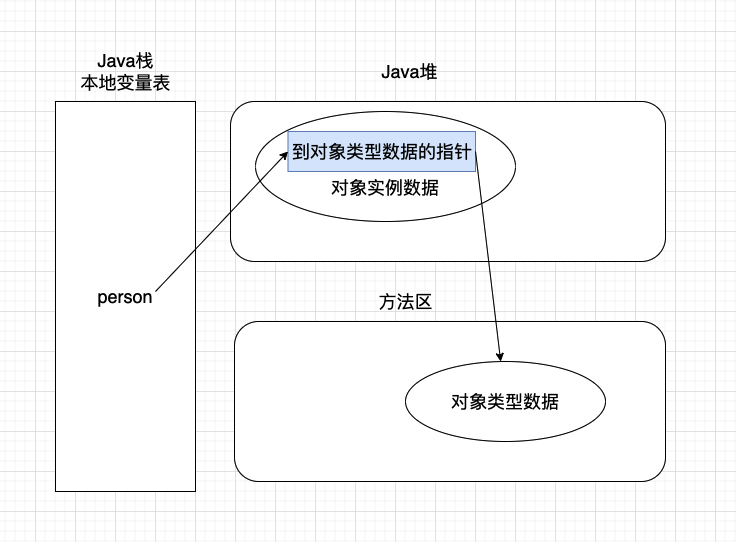 Java栈
本地变量表
Java堆
到对象类型数据的指针
对象实例数据
person
方法区
对象类型数据